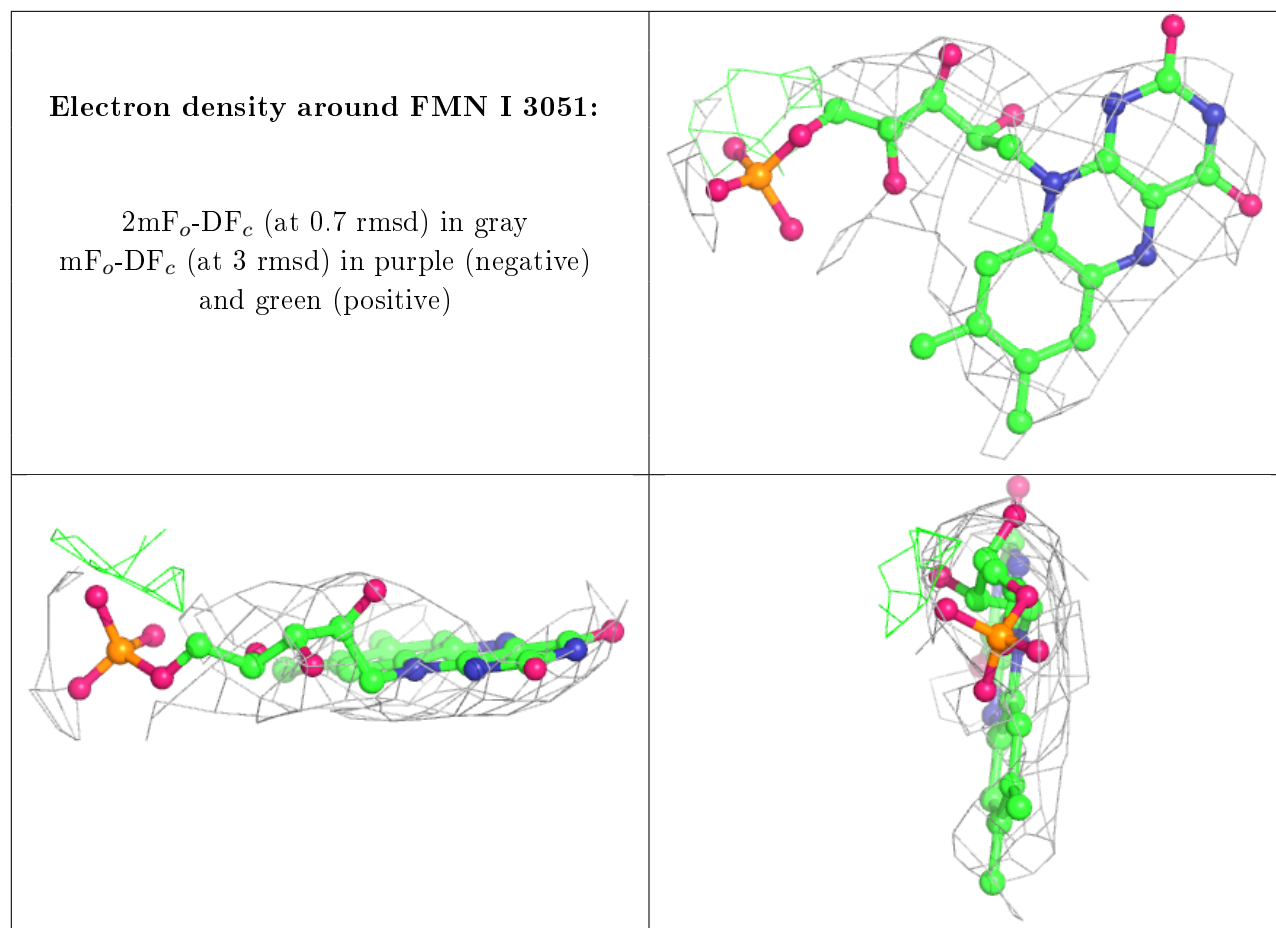 Electron density around FMN I 3051:
2mFₒ-DF𝒸 (at 0.7 rmsd) in gray
mFₒ-DF𝒸 (at 3 rmsd) in purple (negative)
and green (positive)